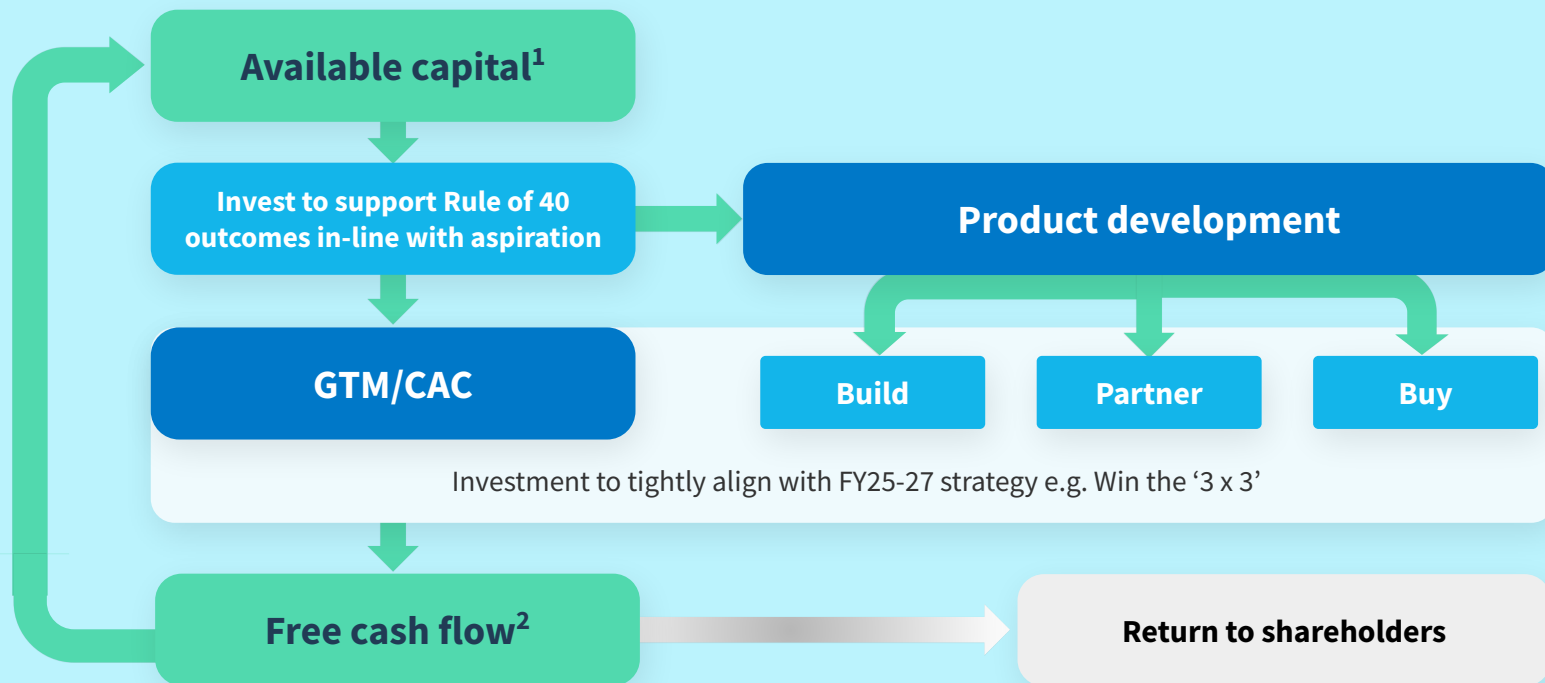 Available capital¹
Invest to support Rule of 40
outcomes in-line with aspiration
Product development
GTM/CAC
Build
Partner
Buy
Investment to tightly align with FY25-27 strategy e.g. Win the ‘3 x 3’
Free cash flow²
Return to shareholders